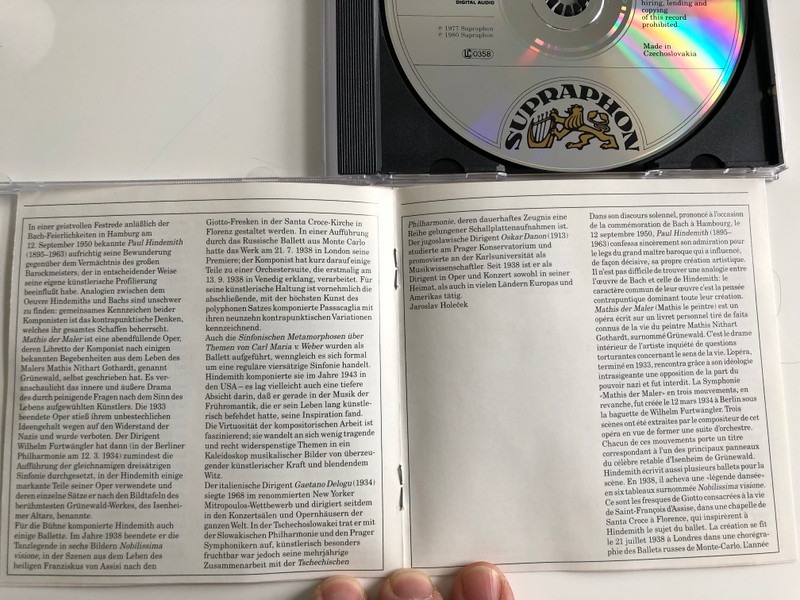 DIGITAL AUDIO
℗ 1977 Supraphon
℗ 1980 Supraphon
LC 0358
hiring, lending and
copying
of this record
prohibited.
Made in
Czechoslovakia
SUPRAPHON
In einer geistvollen Festrede anläßlich der
Bach-Feierlichkeiten in Hamburg am
12. September 1950 bekannte Paul Hindemith
(1895–1963) aufrichtig seine Bewunderung
gegenüber dem Vermächtnis des großen
Barockmeisters, der in entscheidender Weise
seine eigene künstlerische Profilierung
beeinflußt habe. Analogien zwischen dem
Oeuvre Hindemiths und Bachs sind unschwer
zu finden: gemeinsames Kennzeichen beider
Komponisten ist das kontrapunktische Denken,
welches ihr gesamtes Schaffen beherrscht.
Mathis der Maler ist eine abendfüllende Oper,
deren Libretto der Komponist nach einigen
bekannten Begebenheiten aus dem Leben des
Malers Mathis Nithart Gothardt, genannt
Grünewald, selbst geschrieben hat. Es ver-
anschaulicht das innere und äußere Drama
des durch peinigende Fragen nach dem Sinn des
Lebens aufgewühlten Künstlers. Die 1933
beendete Oper stieß ihrem unbestechlichen
Ideengehalt wegen auf den Widerstand der
Nazis und wurde verboten. Der Dirigent
Wilhelm Furtwängler hat dann (in der Berliner
Philharmonie am 12. 3. 1934) zumindest die
Aufführung der gleichnamigen dreisätzigen
Sinfonie durchgesetzt, in der Hindemith einige
markante Teile seiner Oper verwendete und
deren einzelne Sätze er nach den Bildtafeln des
berühmtesten Grünewald-Werkes, des Isenhei-
mer Altars, benannte.
Für die Bühne komponierte Hindemith auch
einige Ballette. Im Jahre 1938 beendete er die
Tanzlegende in sechs Bildern Nobilissima
visione, in der Szenen aus dem Leben des
heiligen Franziskus von Assisi nach den
Giotto-Fresken in der Santa Croce-Kirche in
Florenz gestaltet werden. In einer Aufführung
durch das Russische Ballett aus Monte Carlo
hatte das Werk am 21. 7. 1938 in London seine
Premiere; der Komponist hat kurz darauf einige
Teile zu einer Orchestersuite, die erstmalig am
13. 9. 1938 in Venedig erklang, verarbeitet. Für
seine künstlerische Haltung ist vornehmlich die
abschließende, mit der höchsten Kunst des
polyphonen Satzes komponierte Passacaglia mit
ihren neunzehn kontrapunktischen Variationen
kennzeichnend.
Auch die Sinfonischen Metamorphosen über
Themen von Carl Maria v. Weber wurden als
Ballett aufgeführt, wenngleich es sich formal
um eine reguläre viersätzige Sinfonie handelt.
Hindemith komponierte sie im Jahre 1943 in
den USA – es lag vielleicht auch eine tiefere
Absicht darin, daß er gerade in der Musik der
Frühromantik, die er sein Leben lang künstle-
risch befehdet hatte, seine Inspiration fand.
Die Virtuosität der kompositorischen Arbeit ist
faszinierend; sie wandelt an sich wenig tragende
und recht widerspenstige Themen in ein
Kaleidoskop musikalischer Bilder von überzeu-
gender künstlerischer Kraft und blendendem
Witz.
Der italienische Dirigent Gaetano Delogu (1934)
siegte 1968 im renommierten New Yorker
Mitropoulos-Wettbewerb und dirigiert seitdem
in den Konzertsälen und Opernhäusern der
ganzen Welt. In der Tschechoslowakei trat er mit
der Slowakischen Philharmonie und den Prager
Symphonikern auf, künstlerisch besonders
fruchtbar war jedoch seine mehrjährige
Zusammenarbeit mit der Tschechischen
Philharmonie, deren dauerhaftes Zeugnis eine
Reihe gelungener Schallplattenaufnahmen ist.
Der jugoslawische Dirigent Oskar Danon (1913)
studierte am Prager Konservatorium und
promovierte an der Karlsuniversität als
Musikwissenschaftler. Seit 1938 ist er als
Dirigent in Oper und Konzert sowohl in seiner
Heimat, als auch in vielen Ländern Europas und
Amerikas tätig.
Jaroslav Holeček
Dans son discours solennel, prononcé à l'occasion
de la commémoration de Bach à Hambourg, le
12 septembre 1950, Paul Hindemith (1895–
1963) confessa sincèrement son admiration pour
le legs du grand maître baroque qui a influencé,
de façon décisive, sa propre création artistique.
Il n'est pas difficile de trouver une analogie entre
l'œuvre de Bach et celle de Hindemith: le
caractère commun de leur œuvre c'est la pensée
contrapuntique dominant toute leur création.
Mathis der Maler (Mathis le peintre) est un
opéra écrit sur un livret personnel tiré de faits
connus de la vie du peintre Mathis Nithart
Gothardt, surnommé Grünewald. C'est le drame
intérieur de l'artiste inquiété de questions
torturantes concernant le sens de la vie. L'opéra,
terminé en 1933, rencontra grâce à son idéologie
intrasigeante une opposition de la part du
pouvoir nazi et fut interdit. La Symphonie
«Mathis der Maler» en trois mouvements, en
revanche, fut créée le 12 mars 1934 à Berlin sous
la baguette de Wilhelm Furtwängler. Trois
scènes ont été extraites par le compositeur de cet
opéra en vue de former une suite d'orchestre.
Chacun de ces mouvements porte un titre
correspondant à l'un des principaux panneaux
du célèbre retable d'Isenheim de Grünewald.
Hindemith écrivit aussi plusieurs ballets pour la
scène. En 1938, il acheva une «légende dansée»
en six tableaux surnommée Nobilissima visione.
Ce sont les fresques de Giotto consacrées à la vie
de Saint-François d'Assise, dans une chapelle de
Santa Croce à Florence, qui inspirèrent à
Hindemith le sujet du ballet. La création se fit
le 21 juillet 1938 à Londres dans une chorégra-
phie des Ballets russes de Monte-Carlo. L'année